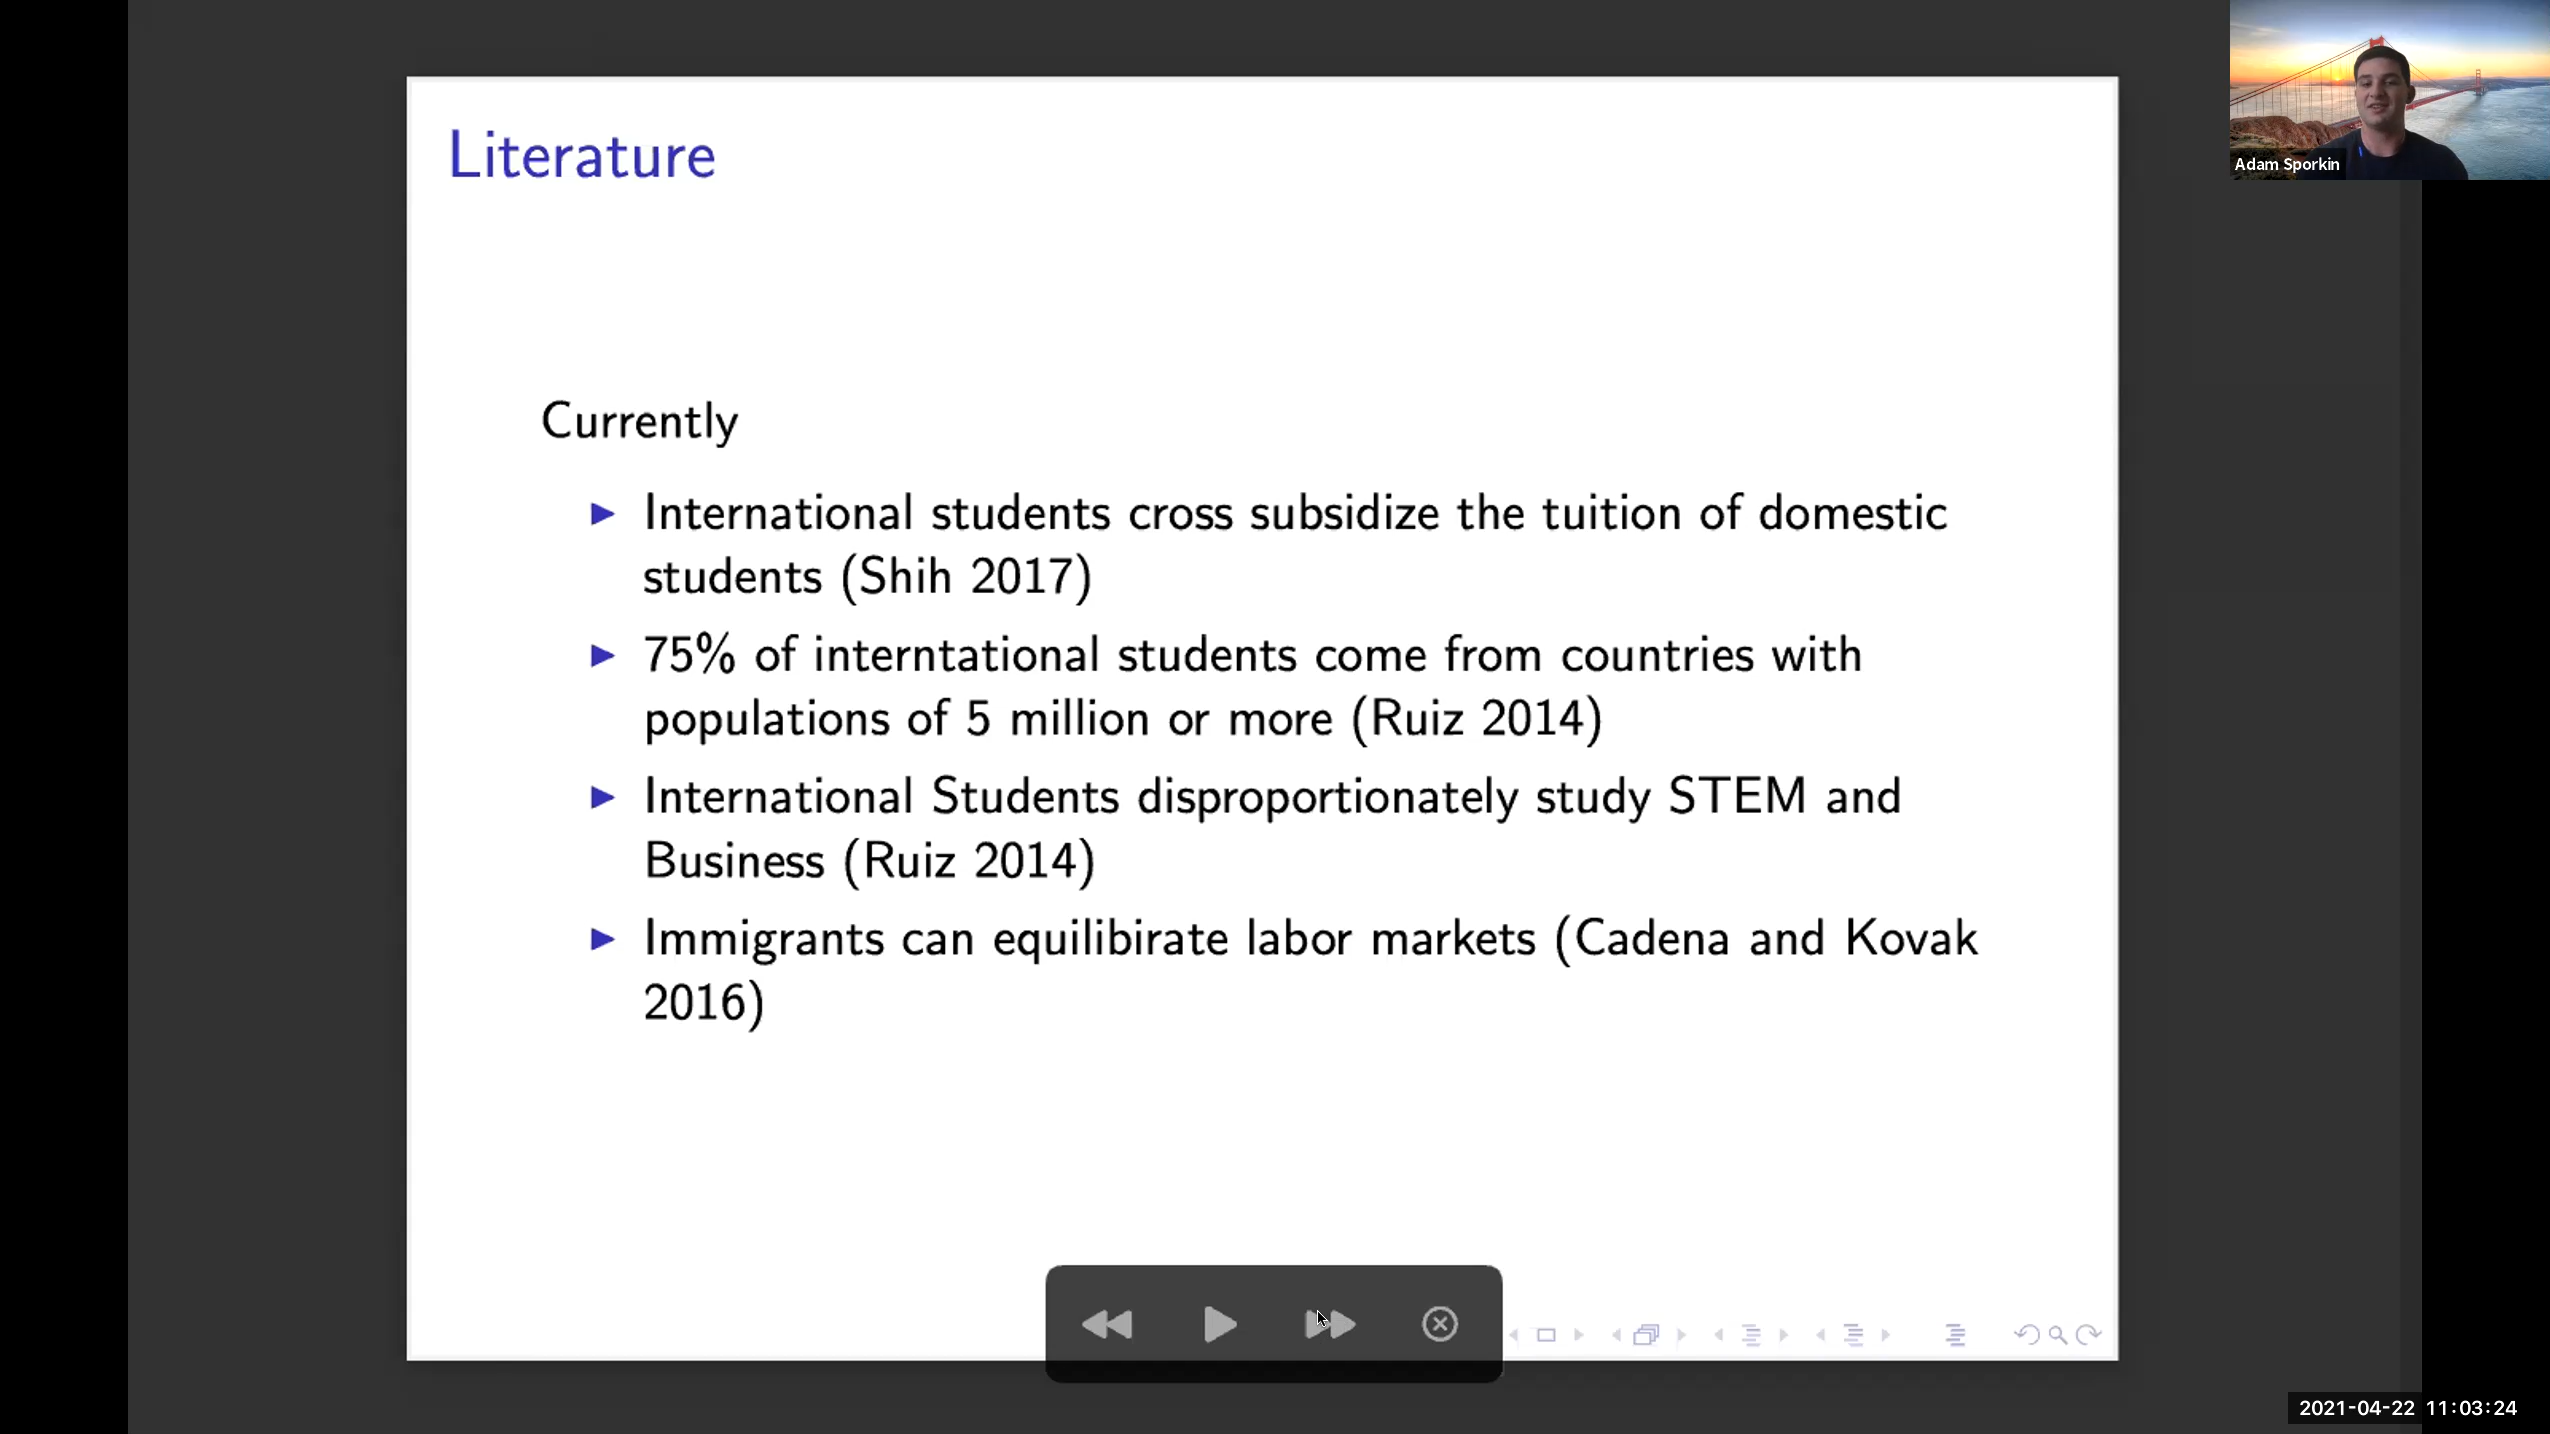 Literature
Currently
International students cross subsidize the tuition of domestic
students (Shih 2017)
75% of interntational students come from countries with
populations of 5 million or more (Ruiz 2014)
International Students disproportionately study STEM and
Business (Ruiz 2014)
Immigrants can equilibirate labor markets (Cadena and Kovak
2016)
Adam Sporkin
2021-04-22 11:03:24